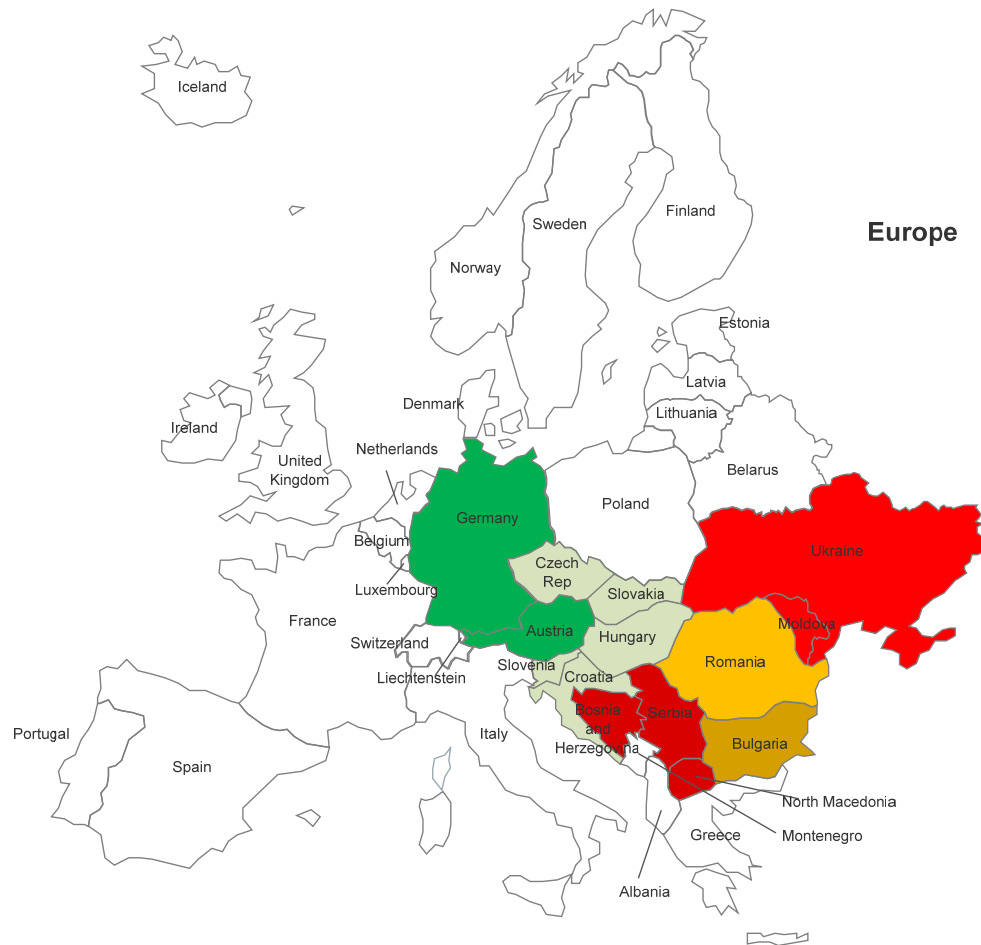 Iceland
Finland
Sweden
Europe
Norway
Estonia
Latvia
Denmark
Lithuania
Ireland
Netherlands
United
Kingdom
Belarus
Poland
Germany
Belgium
Ukraine
Czech
Rep
Luxembourg
Slovakia
France
Moldova
Austria
Hungary
Switzerland
Slovenia
Romania
Liechtenstein
Croatia
Bosnia
and
Herzegovina
Serbia
Portugal
Italy
Bulgaria
Spain
North Macedonia
Greece
Montenegro
Albania